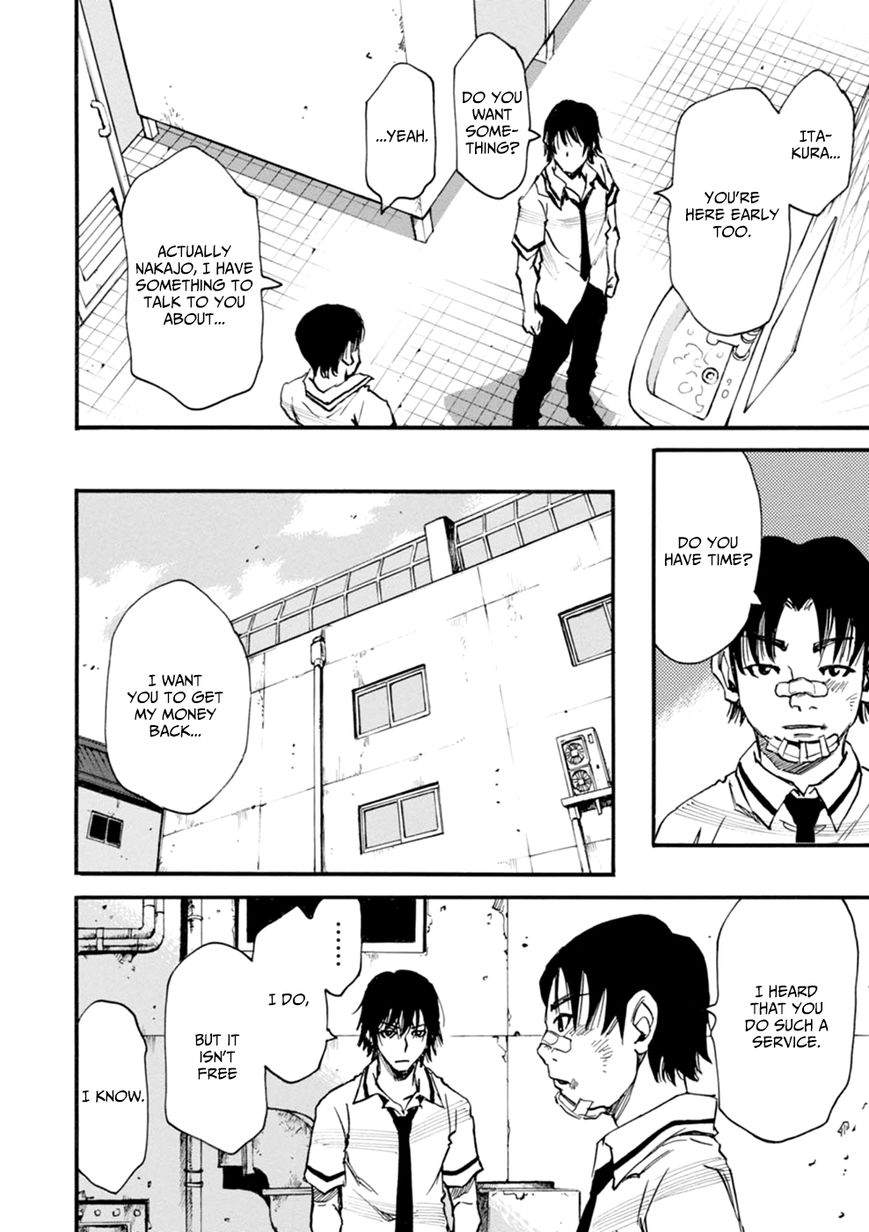 ITA-
KURA...
YOU'RE
HERE EARLY
TOO.
DO YOU
WANT
SOME-
THING?
...YEAH.
ACTUALLY
NAKAJO, I HAVE
SOMETHING TO
TALK TO YOU
ABOUT...
DO YOU
HAVE TIME?
I WANT
YOU TO GET
MY MONEY
BACK...
I HEARD
THAT YOU
DO SUCH A
SERVICE.
......
I DO,
BUT IT
ISN'T
FREE
I KNOW.